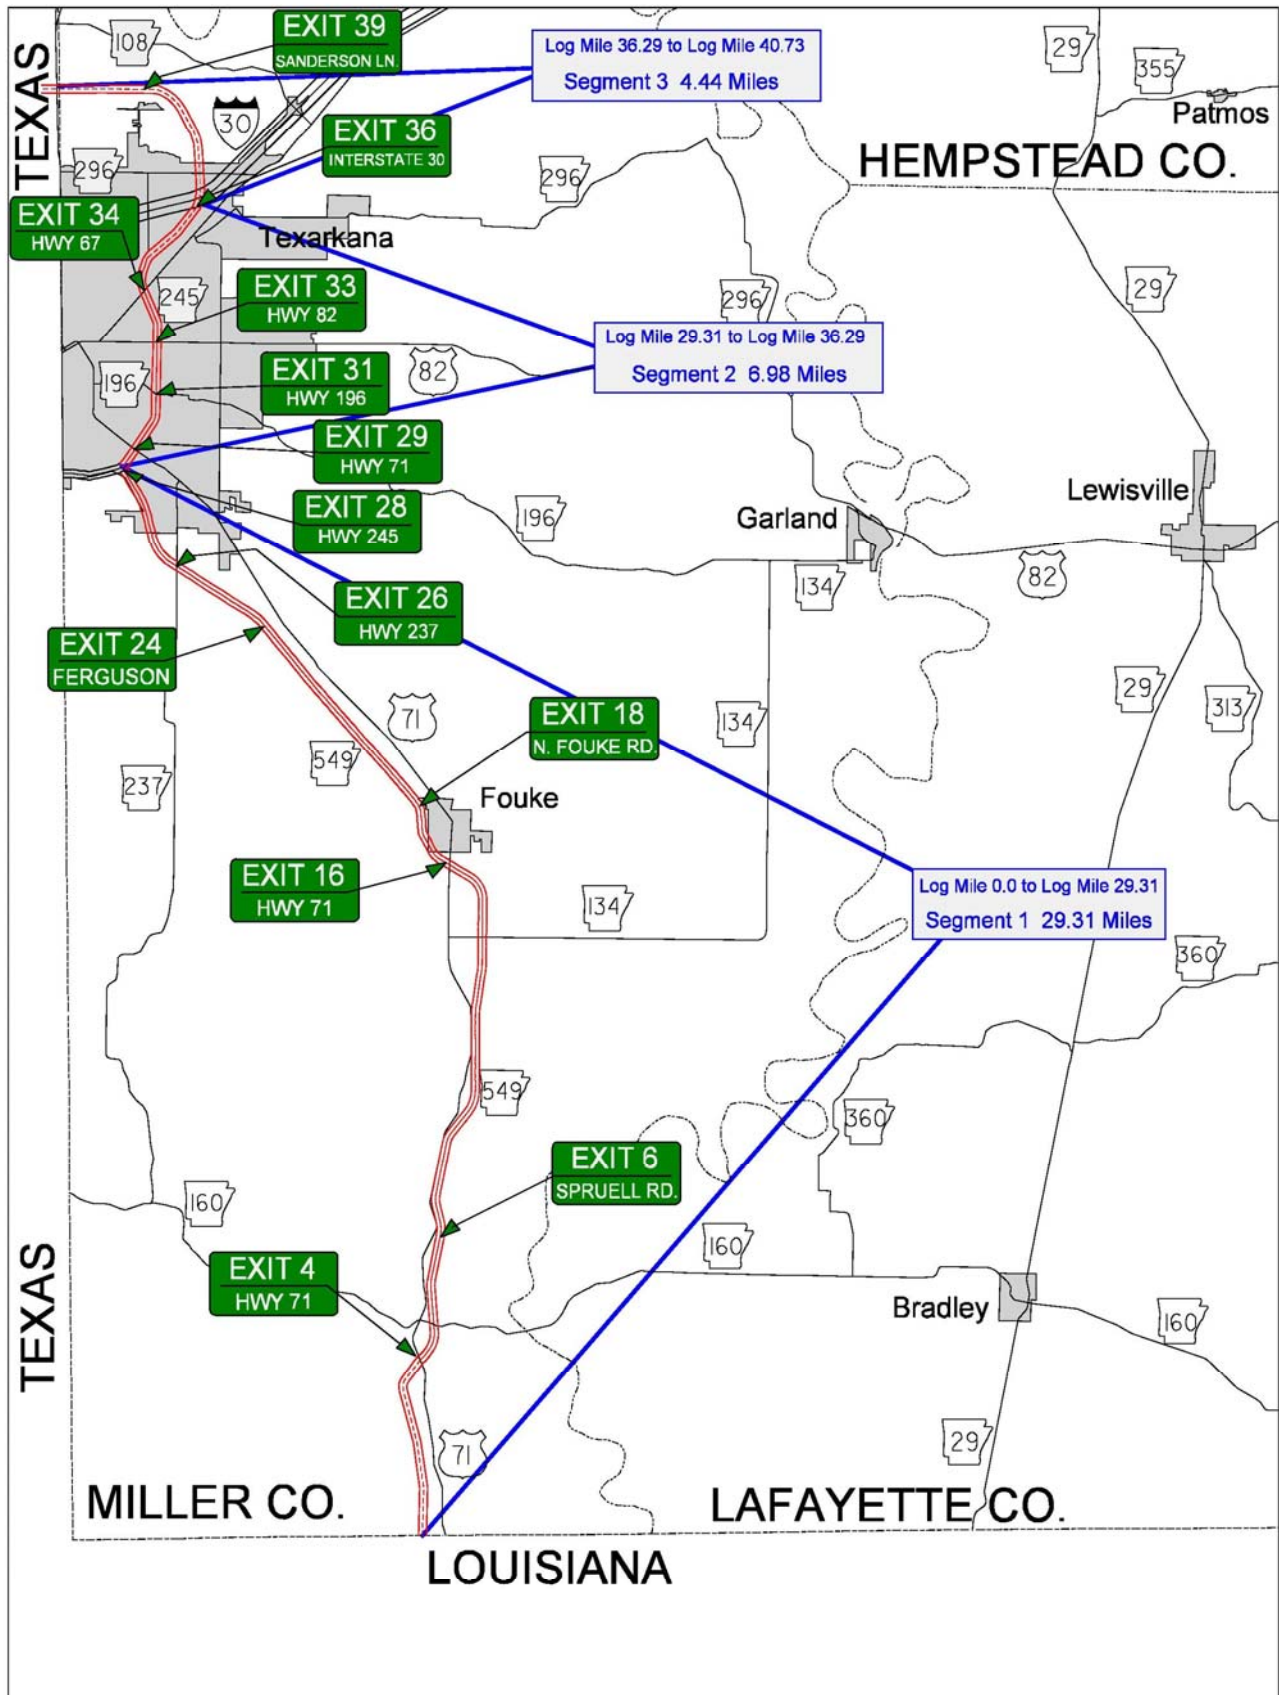 TEXAS
108
EXIT 39
SANDERSON LN.
Log Mile 36.29 to Log Mile 40.73
Segment 3 4.44 Miles
29
355
Patmos
30
EXIT 36
INTERSTATE 30
296
296
HEMPSTEAD CO.
EXIT 34
HWY 67
Texarkana
245
EXIT 33
HWY 82
296
29
Log Mile 29.31 to Log Mile 36.29
Segment 2 6.98 Miles
196
EXIT 31
HWY 196
82
EXIT 29
HWY 71
EXIT 28
HWY 245
196
Garland
Lewisville
134
82
EXIT 26
HWY 237
EXIT 24
FERGUSON
71
EXIT 18
N. FOUKE RD.
134
29
313
549
237
Fouke
EXIT 16
HWY 71
134
Log Mile 0.0 to Log Mile 29.31
Segment 1 29.31 Miles
360
549
360
EXIT 6
SPRUELL RD.
160
160
TEXAS
EXIT 4
HWY 71
Bradley
160
71
29
MILLER CO.
LAFAYETTE CO.
LOUISIANA